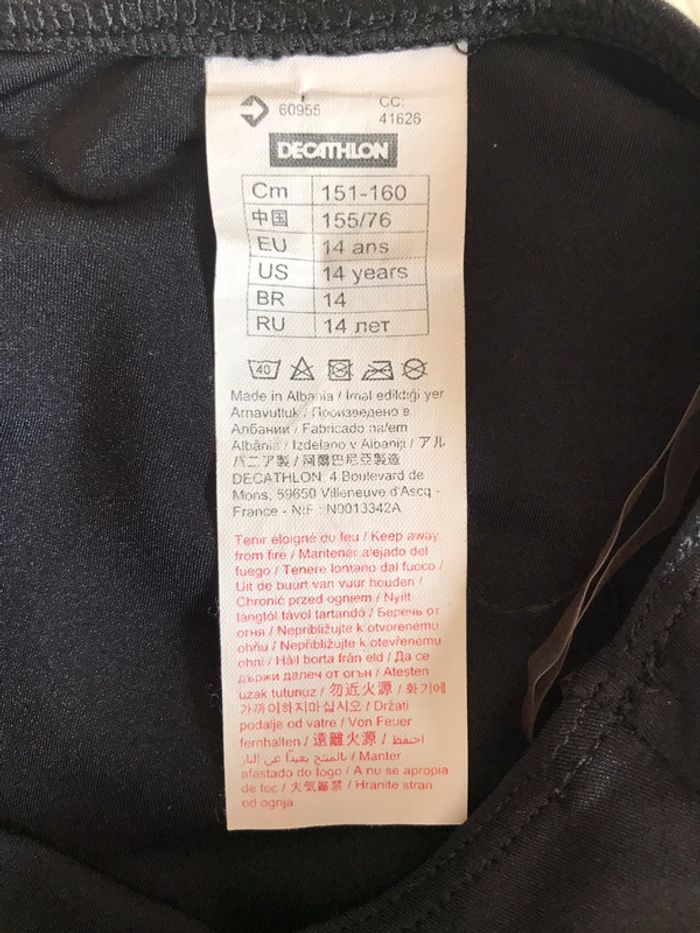 60955 CC: 41626
DECATHLON
Cm 151-160
中国 155/76
EU 14 ans
US 14 years
BR 14
RU 14 лет
40
Made in Albania / Imal edildiği yer
Arnavutluk / Произведено в
Албании / Fabricado na/em
Albânia / Izdelano v Albaniji / アル
バニア製 / 阿爾巴尼亞製造
DECATHLON, 4 Boulevard de
Mons, 59650 Villeneuve d'Ascq -
France - NIF : N0013342A
Tenir éloigné du feu / Keep away
from fire / Mantener alejado del
fuego / Tenere lontano dal fuoco /
Uit de buurt van vuur houden /
Chronić przed ogniem / Nyílt
lángtól távol tartandó / Беречь от
огня / Nepribližujte k otvorenému
ohňu / Nepřibližujte k otevřenému
ohni / Håll borta från eld / Да се
държи далеч от огън / Ateşten
uzak tutunuz / 勿近火源 / 화기에
가까이하지마십시오 / Držati
podalje od vatre / Von Feuer
fernhalten / 遠離火源 / احتفظ
بالمنتج بعيدًا عن النار / Manter
afastado do fogo / A nu se apropia
de foc / 火気厳禁 / Hranite stran
od ognja